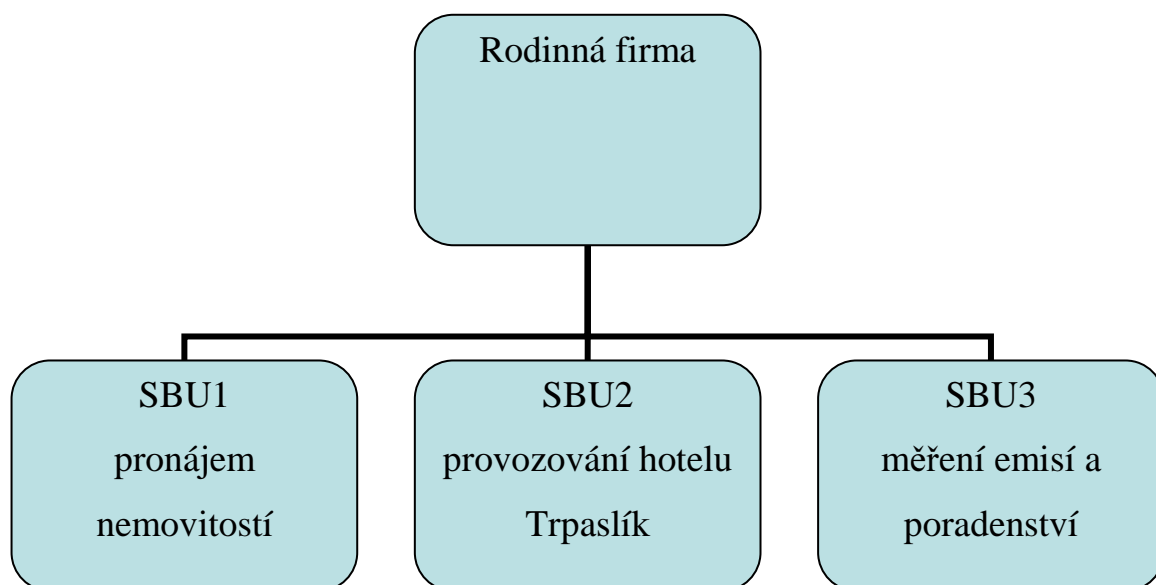 Rodinná firma
SBU1
pronájem
nemovitostí
SBU2
provozování hotelu
Trpaslík
SBU3
měření emisí a
poradenství